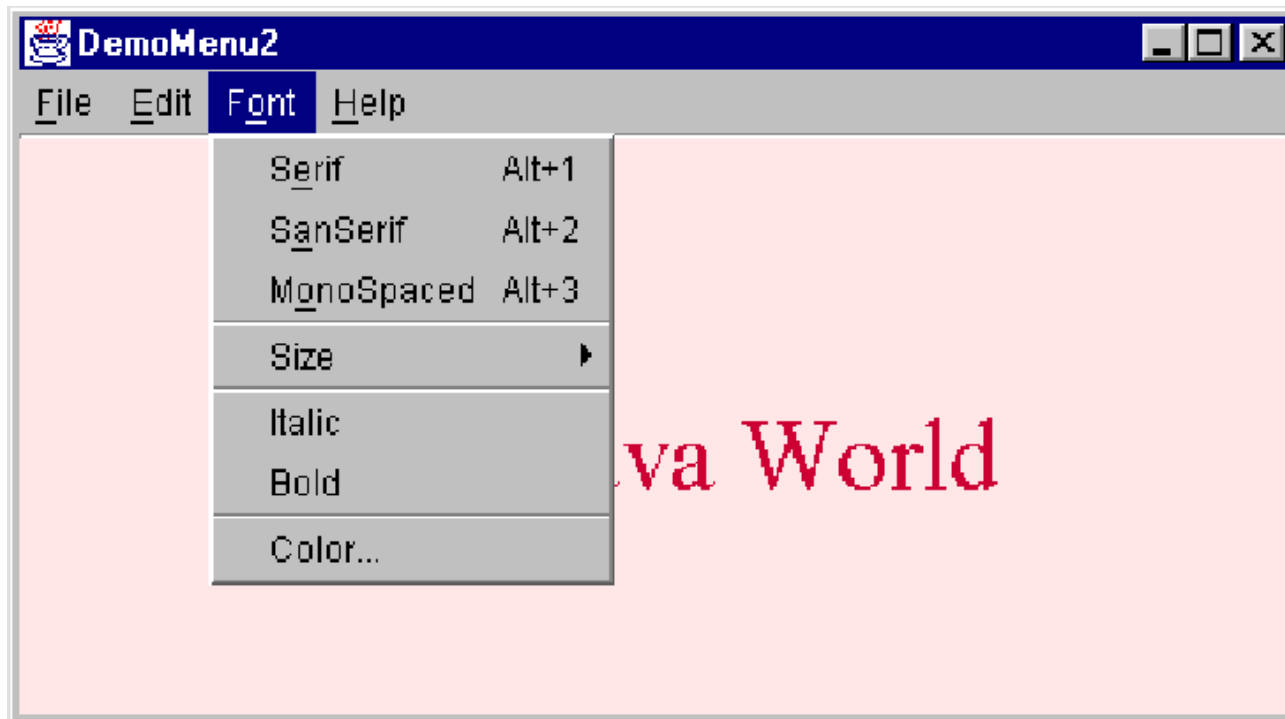 DemoMenu2
File Edit Font Help
Serif Alt+1
SanSerif Alt+2
MonoSpaced Alt+3
Size
Italic
Bold
Color...
va World